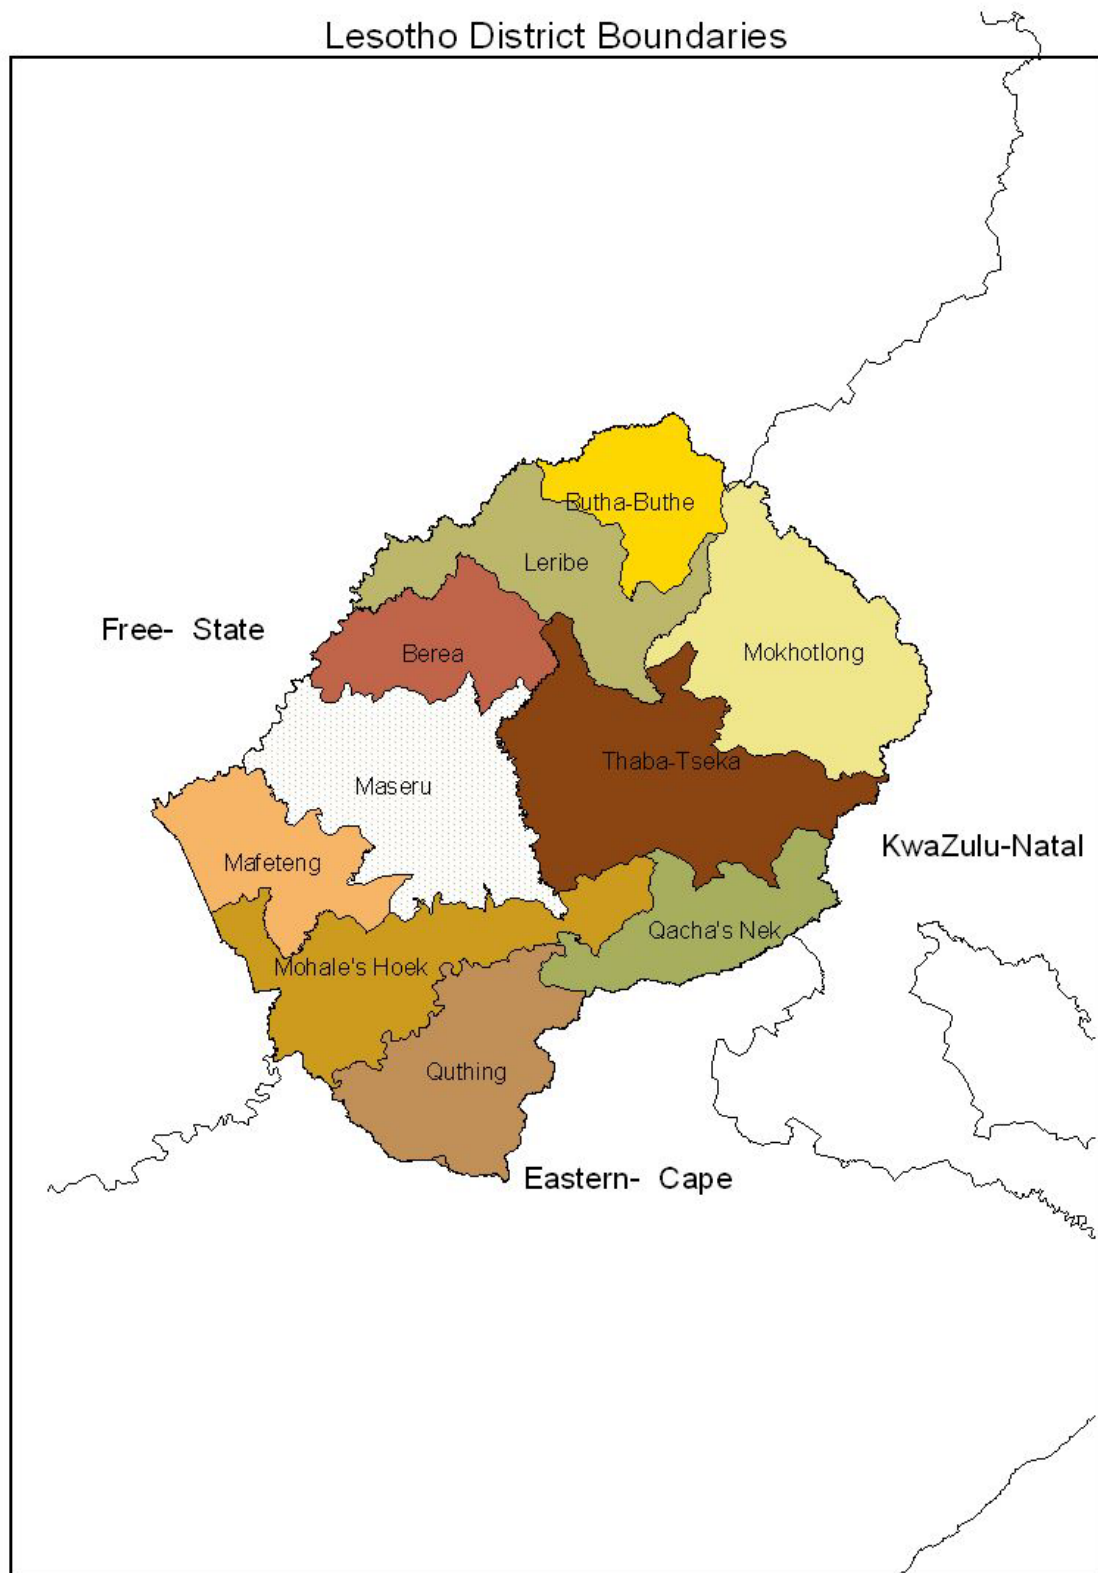 Lesotho District Boundaries
Butha-Buthe
Leribe
Free- State
Berea
Mokhotlong
Thaba-Tseka
Maseru
KwaZulu-Natal
Mafeteng
Qacha's Nek
Mohale's Hoek
Quthing
Eastern- Cape